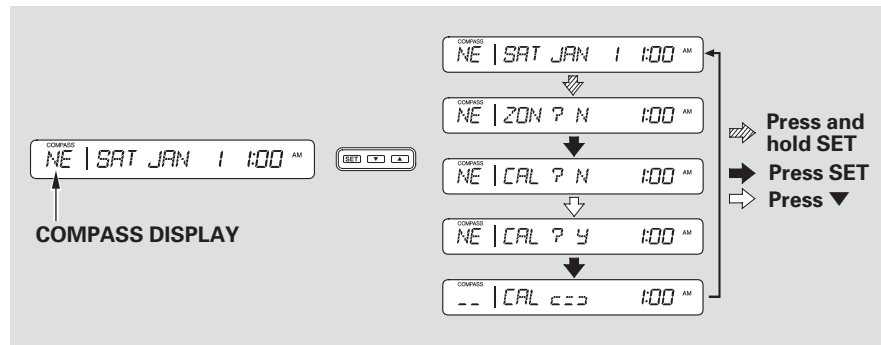 COMPASS
NE SAT JAN 1 1:00 AM
COMPASS DISPLAY
SET ▼ ▲
COMPASS
NE SAT JAN 1 1:00 AM
COMPASS
NE ZON ? N 1:00 AM
COMPASS
NE CAL ? N 1:00 AM
COMPASS
NE CAL ? Y 1:00 AM
COMPASS
-- CAL 1:00 AM
Press and
hold SET
Press SET
Press ▼